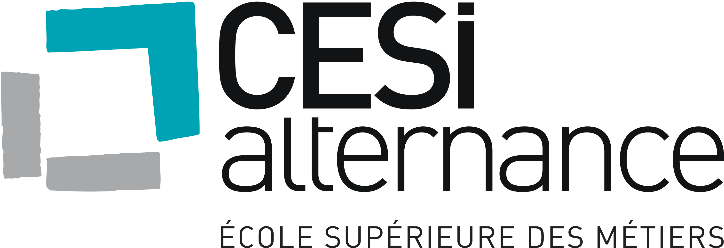 CESi
alternance
ÉCOLE SUPÉRIEURE DES MÉTIERS